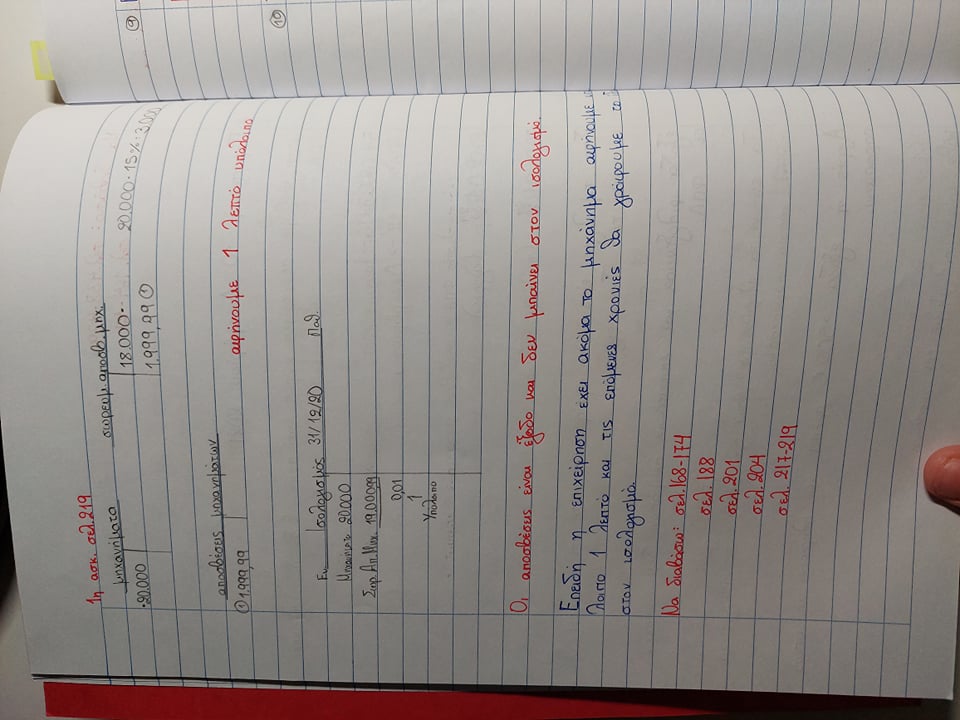 1η ασκ. σελ.219
μηχανήματα σωρευμ. αποσβ. μηχ.
20.000 18.000 20.000 · 15% · 3.000
1.999,99 ①
αποσβέσεις μηχανημάτων
① 1.999,99 αφήνουμε 1 λεπτό υπόλοιπο
Εν Ισολογισμός 31/12/20 Παθ.
Μηχανήματα 20.000
Σωρ. Απ. Μηχ. 19.000,99
0,01
1
Υπόλοιπο
Οι αποσβέσεις είναι έξοδο και δεν μπαίνει στον ισολογισμό.
Επειδή η επιχείρηση έχει ακόμα το μηχάνημα αφήνουμε
λοιπο 1 λεπτό και τις επόμενες χρονιές θα γράφουμε το
στον ισολογισμό.
Να διαβάσω: σελ.168-174
σελ. 188
σελ. 201
σελ. 204
σελ. 217-219
⑨
⑩